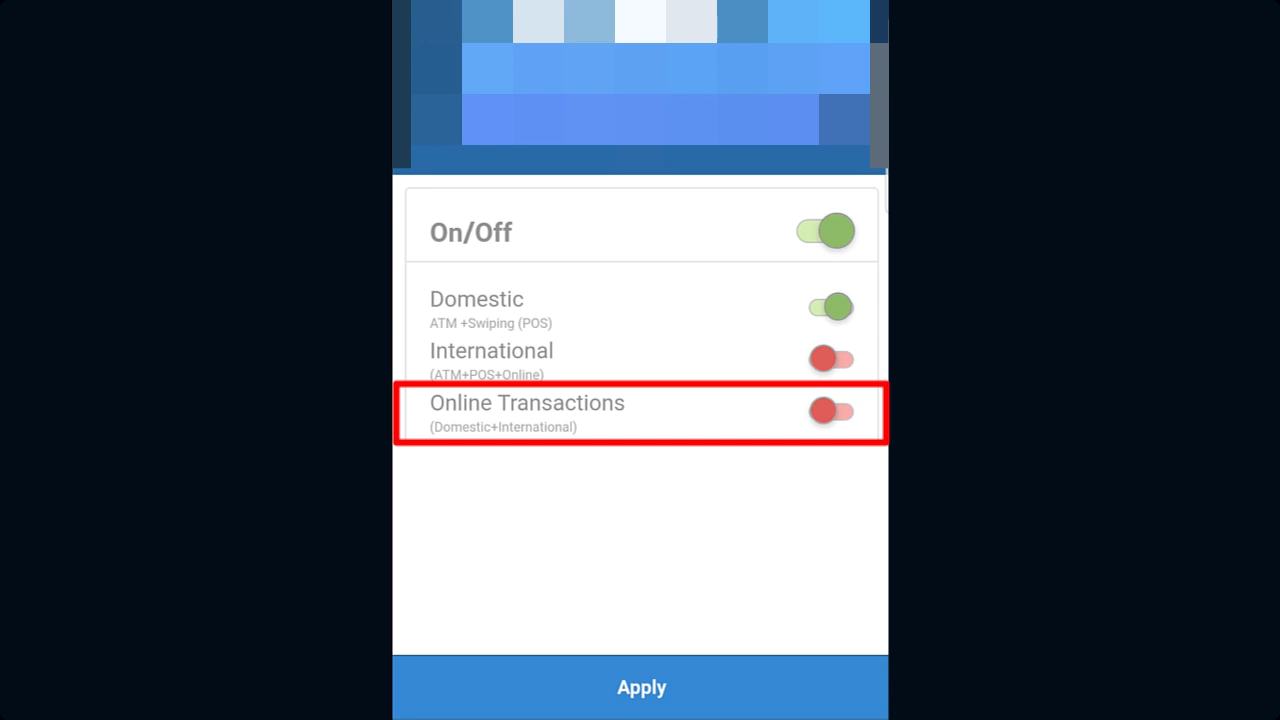 On/Off
Domestic
ATM +Swiping (POS)
International
(ATM+POS+Online)
Online Transactions
(Domestic+International)
Apply